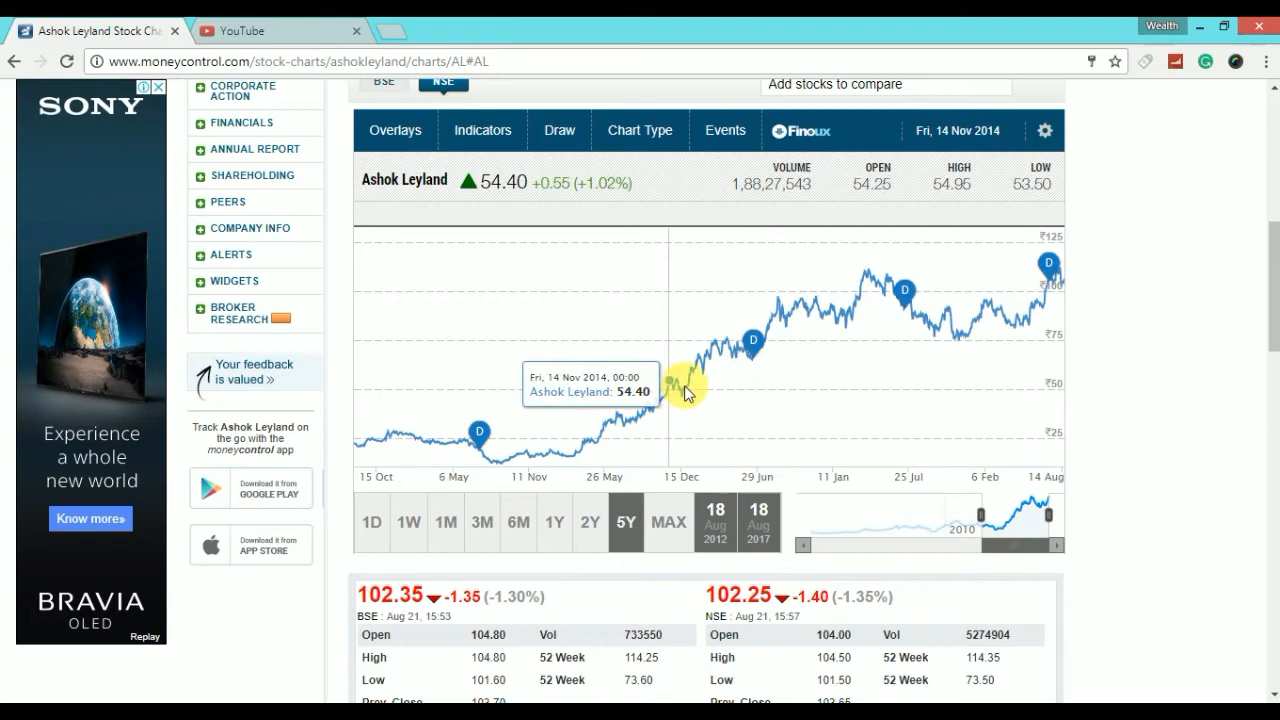 Ashok Leyland Stock Cha
YouTube
Wealth
www.moneycontrol.com/stock-charts/ashokleyland/charts/AL#AL
SONY
Experience
a whole
new world
Know more»
BRAVIA
OLED
Replay
CORPORATE
ACTION
FINANCIALS
ANNUAL REPORT
SHAREHOLDING
PEERS
COMPANY INFO
ALERTS
WIDGETS
BROKER
RESEARCH
Your feedback
is valued »
Track Ashok Leyland on
the go with the
moneycontrol app
Download it from
GOOGLE PLAY
Download it from
APP STORE
BSE
NSE
Add stocks to compare
Overlays Indicators Draw Chart Type Events Finoux Fri, 14 Nov 2014
Ashok Leyland 54.40 +0.55 (+1.02%)
VOLUME OPEN HIGH LOW
1,88,27,543 54.25 54.95 53.50
₹125
₹100
₹75
₹50
₹25
D
D
D
D
Fri, 14 Nov 2014, 00:00
Ashok Leyland: 54.40
15 Oct 6 May 11 Nov 26 May 15 Dec 29 Jun 11 Jan 25 Jul 6 Feb 14 Aug
1D 1W 1M 3M 6M 1Y 2Y 5Y MAX
18
Aug
2012
18
Aug
2017
2010
102.35 -1.35 (-1.30%)
BSE : Aug 21, 15:53
Open 104.80 Vol 733550
High 104.80 52 Week 114.25
Low 101.60 52 Week 73.60
Prev. Close 103.70
102.25 -1.40 (-1.35%)
NSE : Aug 21, 15:57
Open 104.00 Vol 5274904
High 104.50 52 Week 114.35
Low 101.50 52 Week 73.50
Prev. Close 103.65